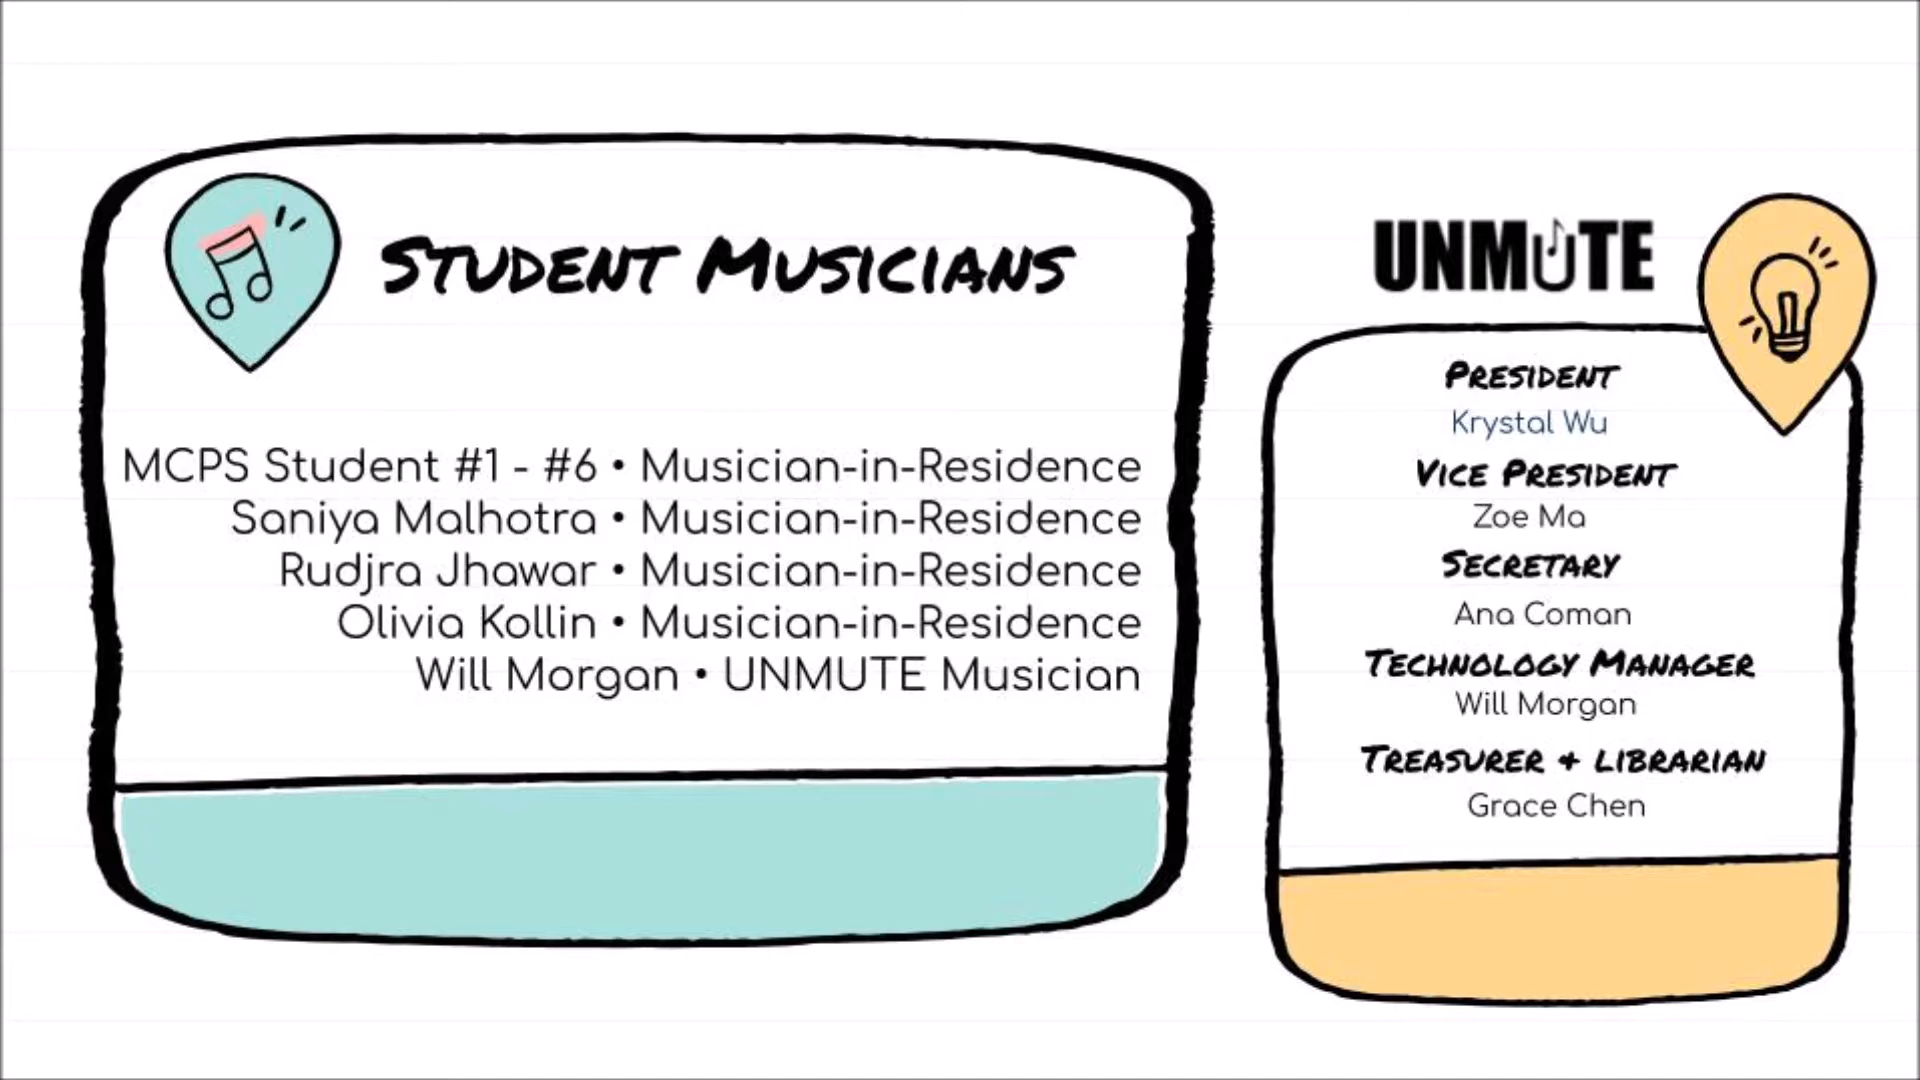 Student Musicians
MCPS Student #1 - #6 • Musician-in-Residence
Saniya Malhotra • Musician-in-Residence
Rudjra Jhawar • Musician-in-Residence
Olivia Kollin • Musician-in-Residence
Will Morgan • UNMUTE Musician
UNMUTE
President
Krystal Wu
Vice President
Zoe Ma
Secretary
Ana Coman
Technology Manager
Will Morgan
Treasurer + Librarian
Grace Chen